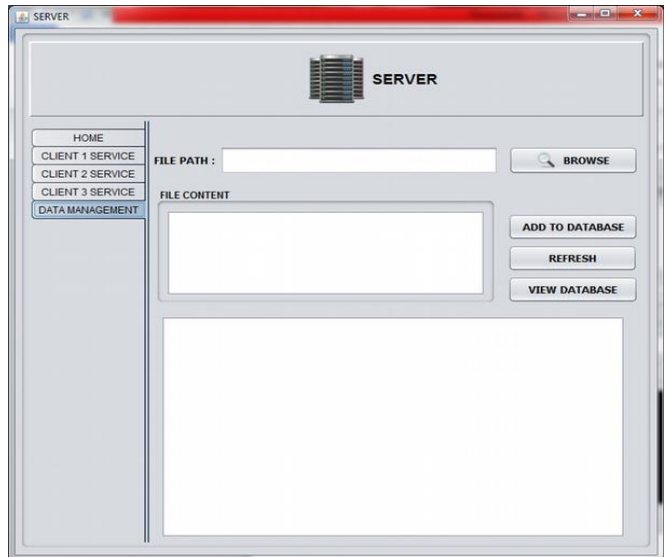 SERVER
SERVER
HOME
CLIENT 1 SERVICE
CLIENT 2 SERVICE
CLIENT 3 SERVICE
DATA MANAGEMENT
FILE PATH :
BROWSE
FILE CONTENT
ADD TO DATABASE
REFRESH
VIEW DATABASE